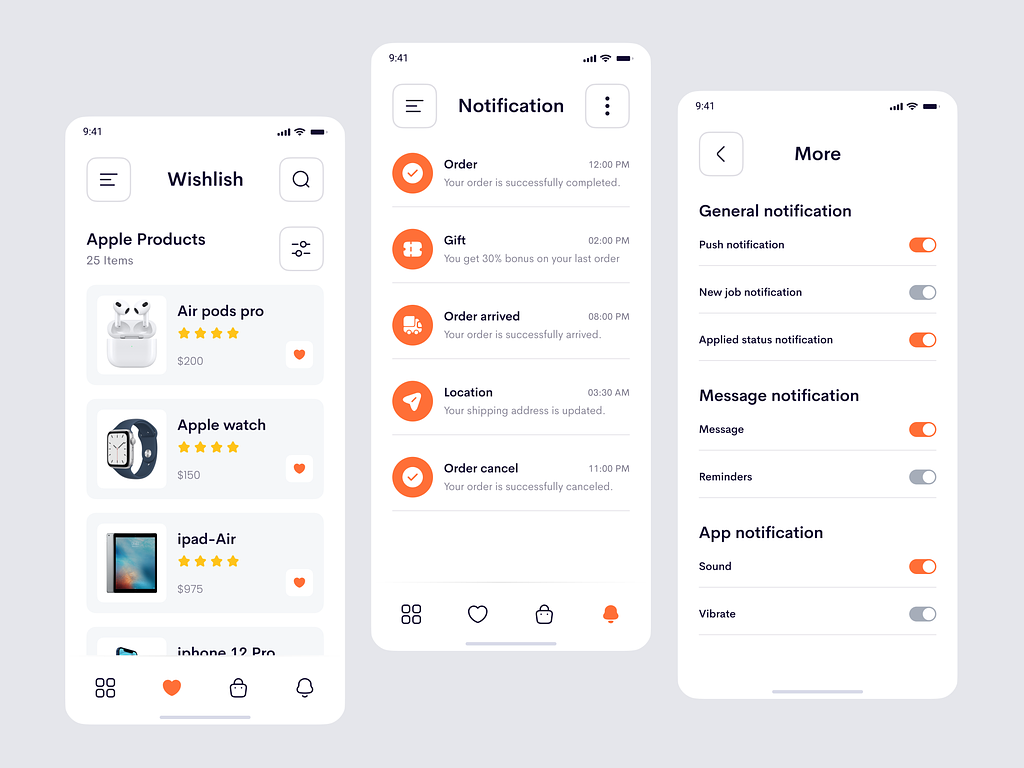 9:41
Wishlish
Apple Products
25 Items
Air pods pro
$200
Apple watch
$150
ipad-Air
$975
iphone 12 Pro
9:41
Notification
Order
12:00 PM
Your order is successfully completed.
Gift
02:00 PM
You get 30% bonus on your last order
Order arrived
08:00 PM
Your order is successfully arrived.
Location
03:30 AM
Your shipping address is updated.
Order cancel
11:00 PM
Your order is successfully canceled.
9:41
More
General notification
Push notification
New job notification
Applied status notification
Message notification
Message
Reminders
App notification
Sound
Vibrate